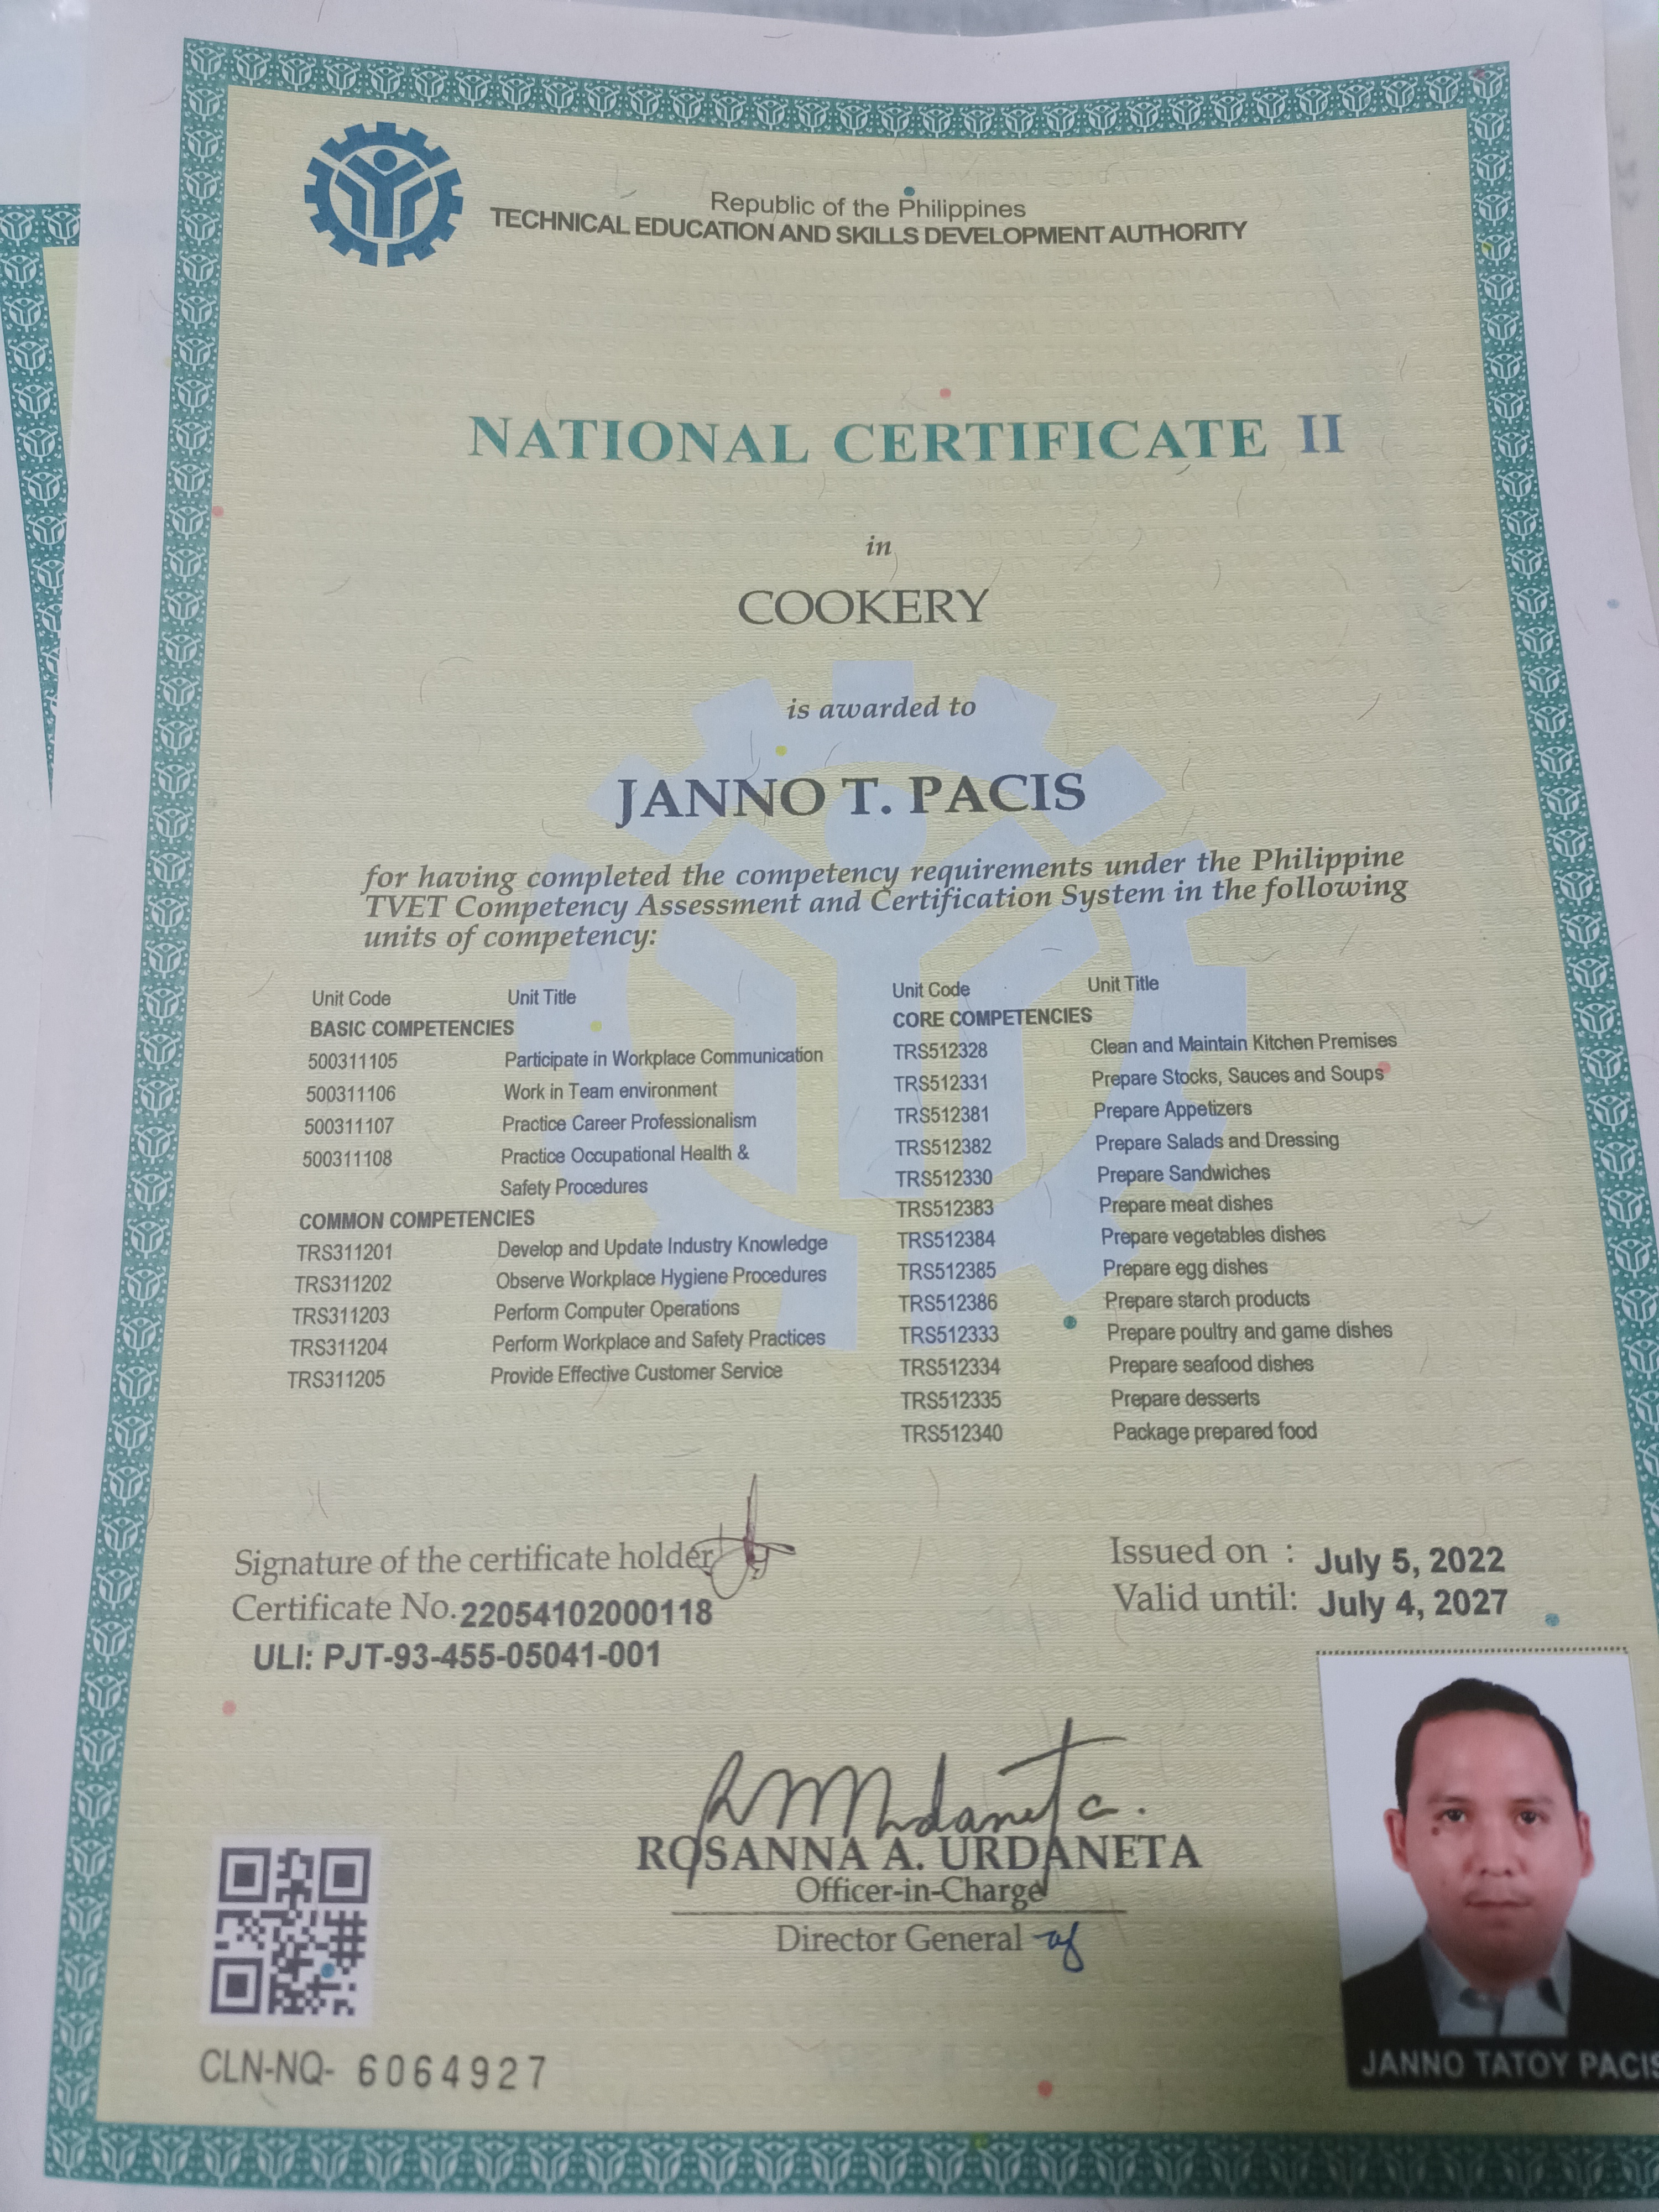 Republic of the Philippines
TECHNICAL EDUCATION AND SKILLS DEVELOPMENT AUTHORITY
NATIONAL CERTIFICATE II
in
COOKERY
is awarded to
JANNO T. PACIS
for having completed the competency requirements under the Philippine
TVET Competency Assessment and Certification System in the following
units of competency:
Unit Code Unit Title
BASIC COMPETENCIES
500311105 Participate in Workplace Communication
500311106 Work in Team environment
500311107 Practice Career Professionalism
500311108 Practice Occupational Health &
Safety Procedures
COMMON COMPETENCIES
TRS311201 Develop and Update Industry Knowledge
TRS311202 Observe Workplace Hygiene Procedures
TRS311203 Perform Computer Operations
TRS311204 Perform Workplace and Safety Practices
TRS311205 Provide Effective Customer Service
Unit Code Unit Title
CORE COMPETENCIES
TRS512328 Clean and Maintain Kitchen Premises
TRS512331 Prepare Stocks, Sauces and Soups
TRS512381 Prepare Appetizers
TRS512382 Prepare Salads and Dressing
TRS512330 Prepare Sandwiches
TRS512383 Prepare meat dishes
TRS512384 Prepare vegetables dishes
TRS512385 Prepare egg dishes
TRS512386 Prepare starch products
TRS512333 Prepare poultry and game dishes
TRS512334 Prepare seafood dishes
TRS512335 Prepare desserts
TRS512340 Package prepared food
Signature of the certificate holder
Certificate No. 22054102000118
ULI: PJT-93-455-05041-001
Issued on : July 5, 2022
Valid until: July 4, 2027
ROSANNA A. URDANETA
Officer-in-Charge
Director General
CLN-NQ- 6064927
JANNO TATOY PACIS